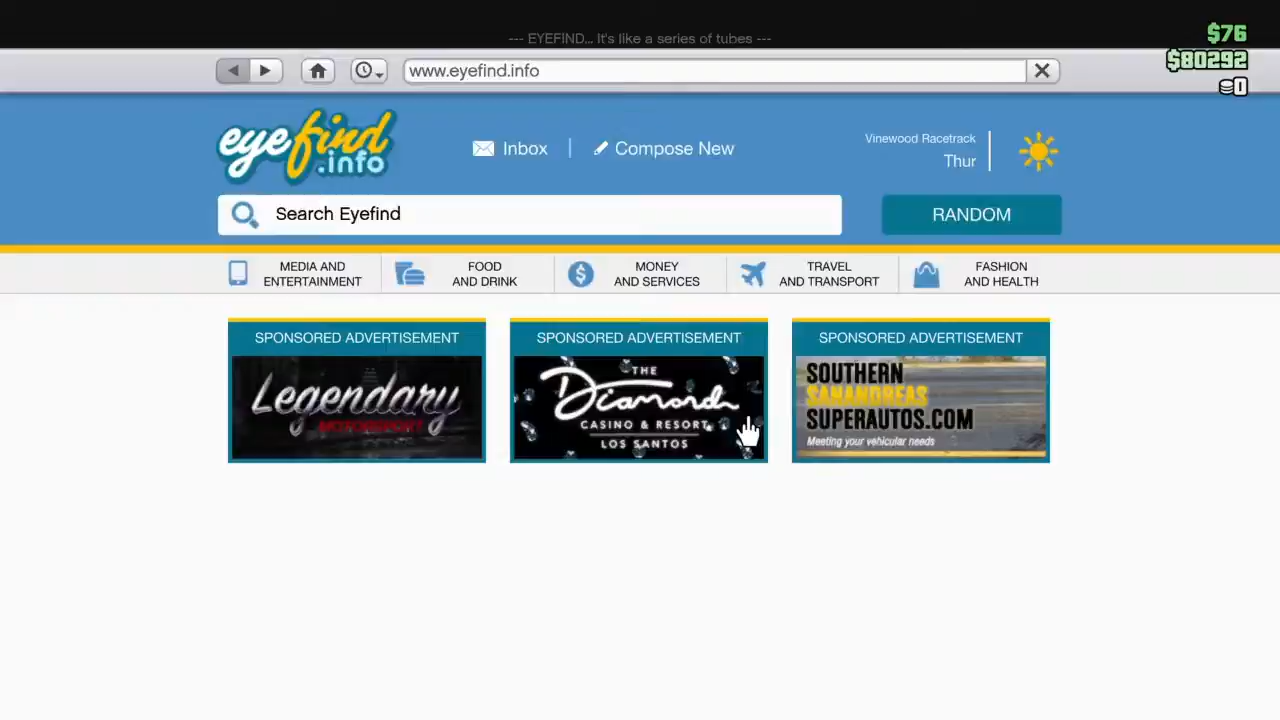 --- EYEFIND... It's like a series of tubes ---
$76
$80292
0
www.eyefind.info
eyefind
.info
Inbox
Compose New
Vinewood Racetrack
Thur
Search Eyefind
RANDOM
MEDIA AND
ENTERTAINMENT
FOOD
AND DRINK
MONEY
AND SERVICES
TRAVEL
AND TRANSPORT
FASHION
AND HEALTH
SPONSORED ADVERTISEMENT
Legendary
MOTORSPORT
SPONSORED ADVERTISEMENT
THE
Diamond
CASINO & RESORT
LOS SANTOS
SPONSORED ADVERTISEMENT
SOUTHERN
SANANDREAS
SUPERAUTOS.COM
Meeting your vehicular needs